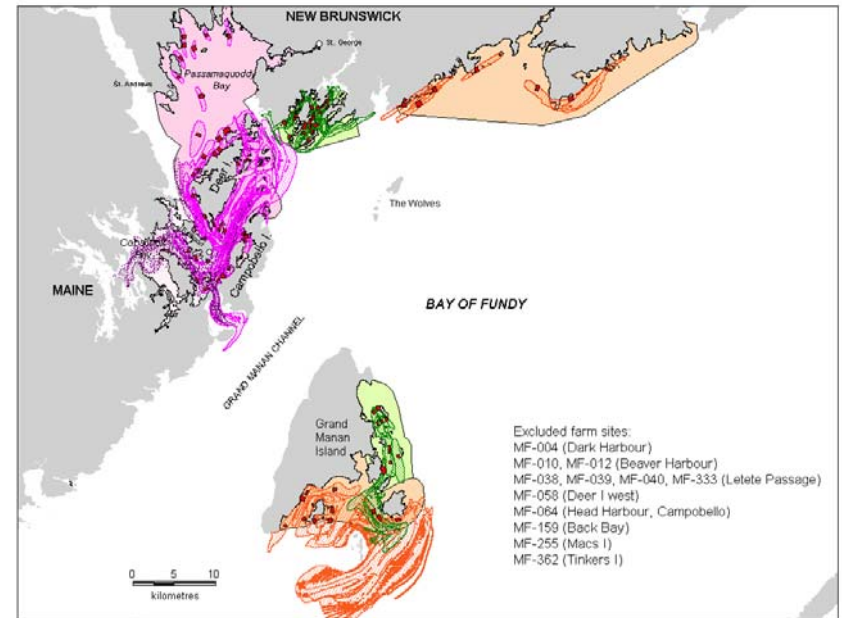 NEW BRUNSWICK
St. George
Passamaquoddy
Bay
St. Andrews
Deer I.
The Wolves
Campobello I.
MAINE
BAY OF FUNDY
GRAND MANAN CHANNEL
Grand
Manan
Island
Excluded farm sites:
MF-004 (Dark Harbour)
MF-010, MF-012 (Beaver Harbour)
MF-038, MF-039, MF-040, MF-333 (Letete Passage)
MF-058 (Deer I west)
MF-064 (Head Harbour, Campobello)
MF-159 (Back Bay)
MF-255 (Macs I)
MF-362 (Tinkers I)
0 5 10
kilometres